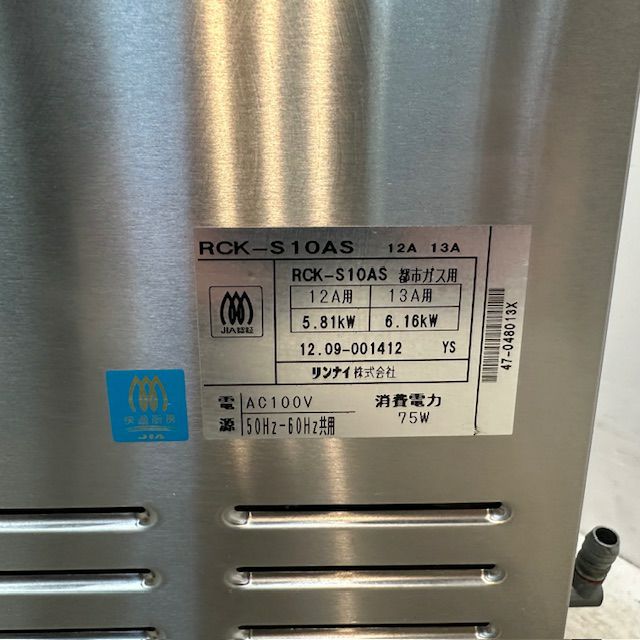 RCK-S10AS 12A 13A
RCK-S10AS 都市ガス用
12A用 13A用
5.81kW 6.16kW
JIA認証
12.09-001412 YS
リンナイ株式会社
電源 AC100V
50Hz-60Hz共用
消費電力
75W
47-048013X
JIA